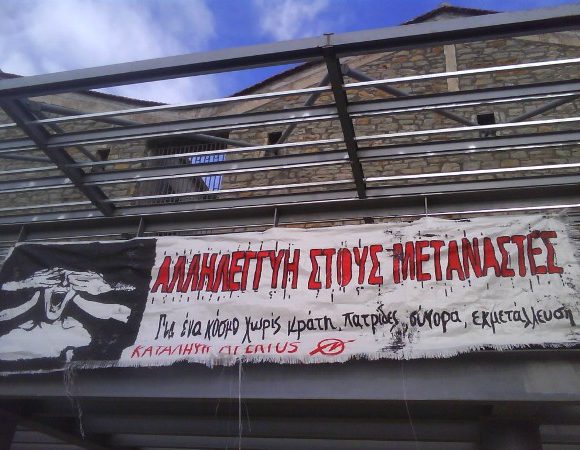 ΑΛΛΗΛΕΓΓΥΗ ΣΤΟΥΣ ΜΕΤΑΝΑΣΤΕΣ
Για ένα κόσμο χωρίς κράτη, πατρίδες, σύνορα, εκμετάλλευση
ΚΑΤΑΛΗΨΗ